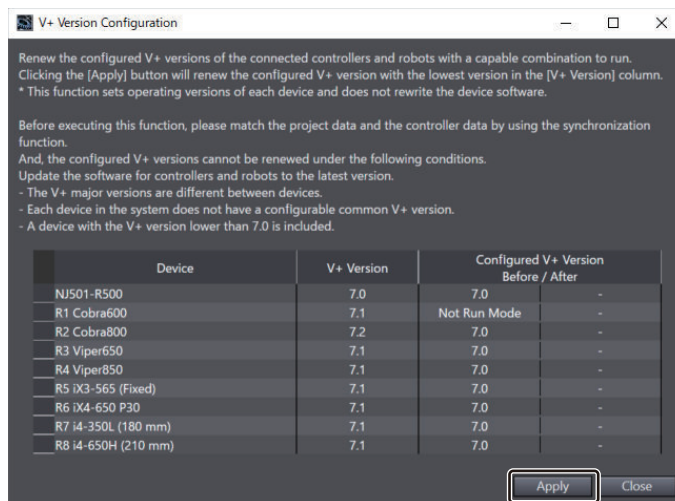 V+ Version Configuration
Renew the configured V+ versions of the connected controllers and robots with a capable combination to run.
Clicking the [Apply] button will renew the configured V+ version with the lowest version in the [V+ Version] column.
* This function sets operating versions of each device and does not rewrite the device software.
Before executing this function, please match the project data and the controller data by using the synchronization
function.
And, the configured V+ versions cannot be renewed under the following conditions.
Update the software for controllers and robots to the latest version.
- The V+ major versions are different between devices.
- Each device in the system does not have a configurable common V+ version.
- A device with the V+ version lower than 7.0 is included.
Device V+ Version Configured V+ Version
Before / After
NJ501-R500 7.0 7.0 -
R1 Cobra600 7.1 Not Run Mode -
R2 Cobra800 7.2 7.0 -
R3 Viper650 7.1 7.0 -
R4 Viper850 7.1 7.0 -
R5 iX3-565 (Fixed) 7.1 7.0 -
R6 iX4-650 P30 7.1 7.0 -
R7 i4-350L (180 mm) 7.1 7.0 -
R8 i4-650H (210 mm) 7.1 7.0 -
Apply Close